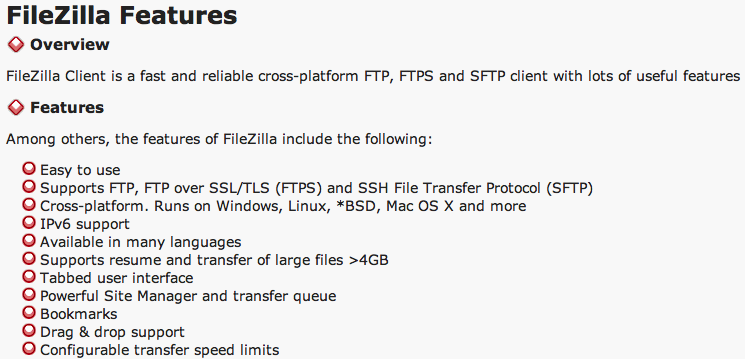 FileZilla Features
Overview
FileZilla Client is a fast and reliable cross-platform FTP, FTPS and SFTP client with lots of useful features
Features
Among others, the features of FileZilla include the following:
Easy to use
Supports FTP, FTP over SSL/TLS (FTPS) and SSH File Transfer Protocol (SFTP)
Cross-platform. Runs on Windows, Linux, *BSD, Mac OS X and more
IPv6 support
Available in many languages
Supports resume and transfer of large files >4GB
Tabbed user interface
Powerful Site Manager and transfer queue
Bookmarks
Drag & drop support
Configurable transfer speed limits